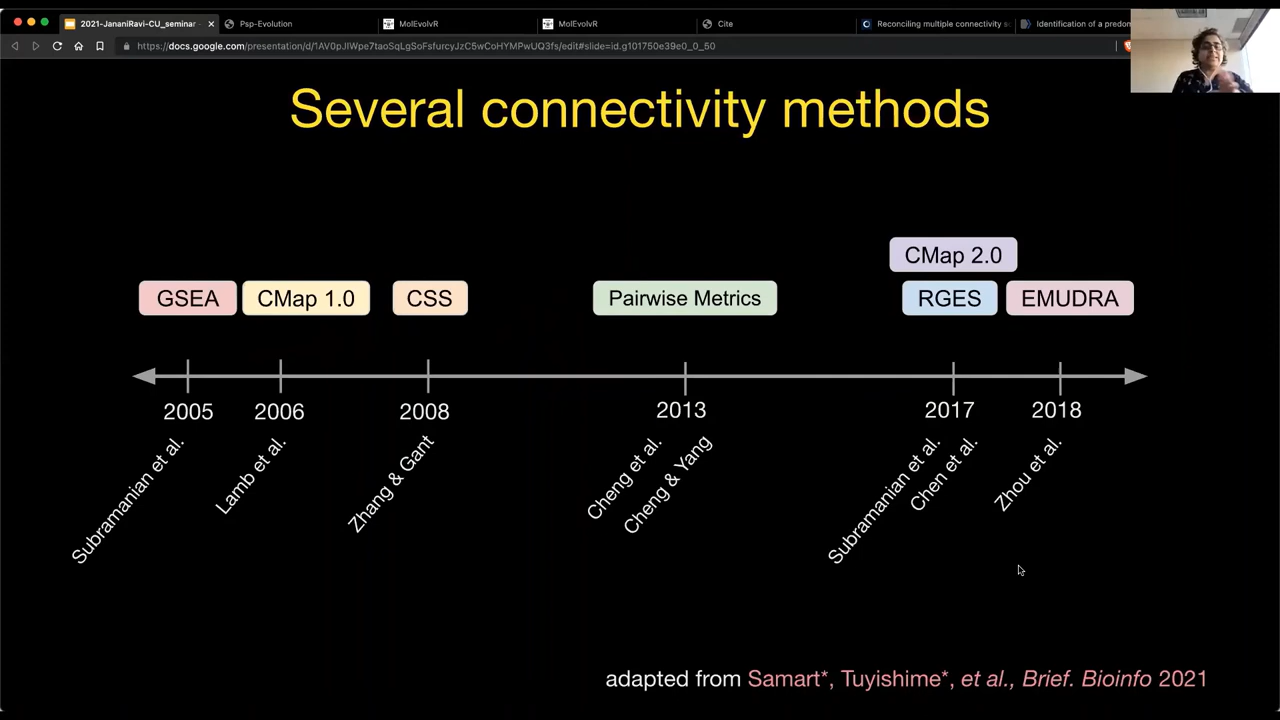 2021-JananiRavi-CU_seminar
Psp-Evolution
MolEvolvR
MolEvolvR
Cite
Reconciling multiple connectivity s
Identification of a predom
https://docs.google.com/presentation/d/1AV0pJIWpe7taoSqLgSoFsfurcyJzC5wCoHYMPwUQ3fs/edit#slide=id.g101750e39e0_0_50
Several connectivity methods
CMap 2.0
GSEA CMap 1.0 CSS Pairwise Metrics RGES EMUDRA
2005 2006 2008 2013 2017 2018
Subramanian et al.
Lamb et al.
Zhang & Gant
Cheng et al.
Cheng & Yang
Subramanian et al.
Chen et al.
Zhou et al.
adapted from Samart*, Tuyishime*, et al., Brief. Bioinfo 2021